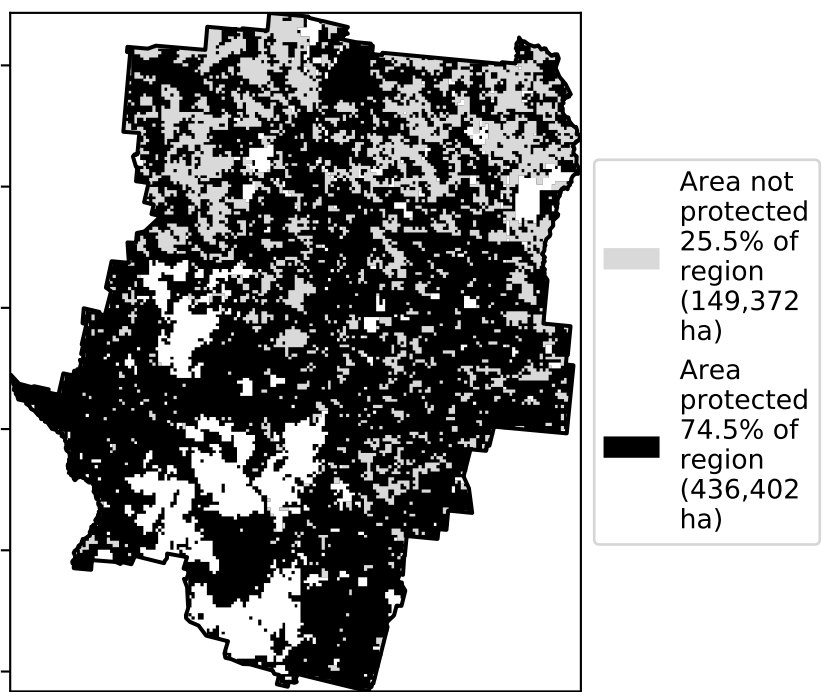 Area not
protected
25.5% of
region
(149,372
ha)
Area
protected
74.5% of
region
(436,402
ha)